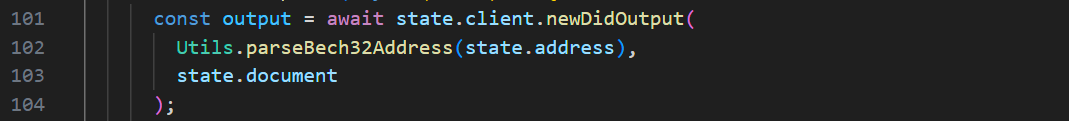 101 const output = await state.client.newDidOutput(
102 Utils.parseBech32Address(state.address),
103 state.document
104 );